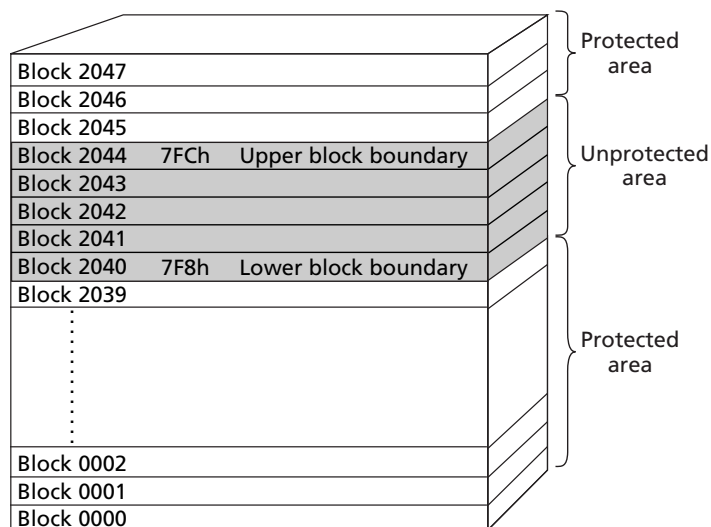 Block 2047
Protected
area
Block 2046
Block 2045
Block 2044 7FCh Upper block boundary
Unprotected
area
Block 2043
Block 2042
Block 2041
Block 2040 7F8h Lower block boundary
Block 2039
Protected
area
Block 0002
Block 0001
Block 0000